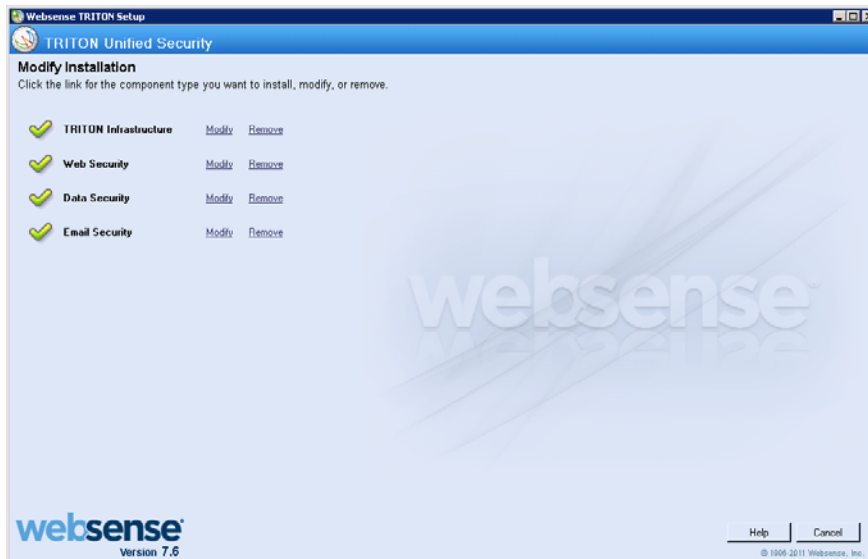 Websense TRITON Setup
TRITON Unified Security
Modify Installation
Click the link for the component type you want to install, modify, or remove.
TRITON Infrastructure Modify Remove
Web Security Modify Remove
Data Security Modify Remove
Email Security Modify Remove
websense®
websense®
Version 7.6
Help Cancel
© 1996-2011 Websense, Inc.